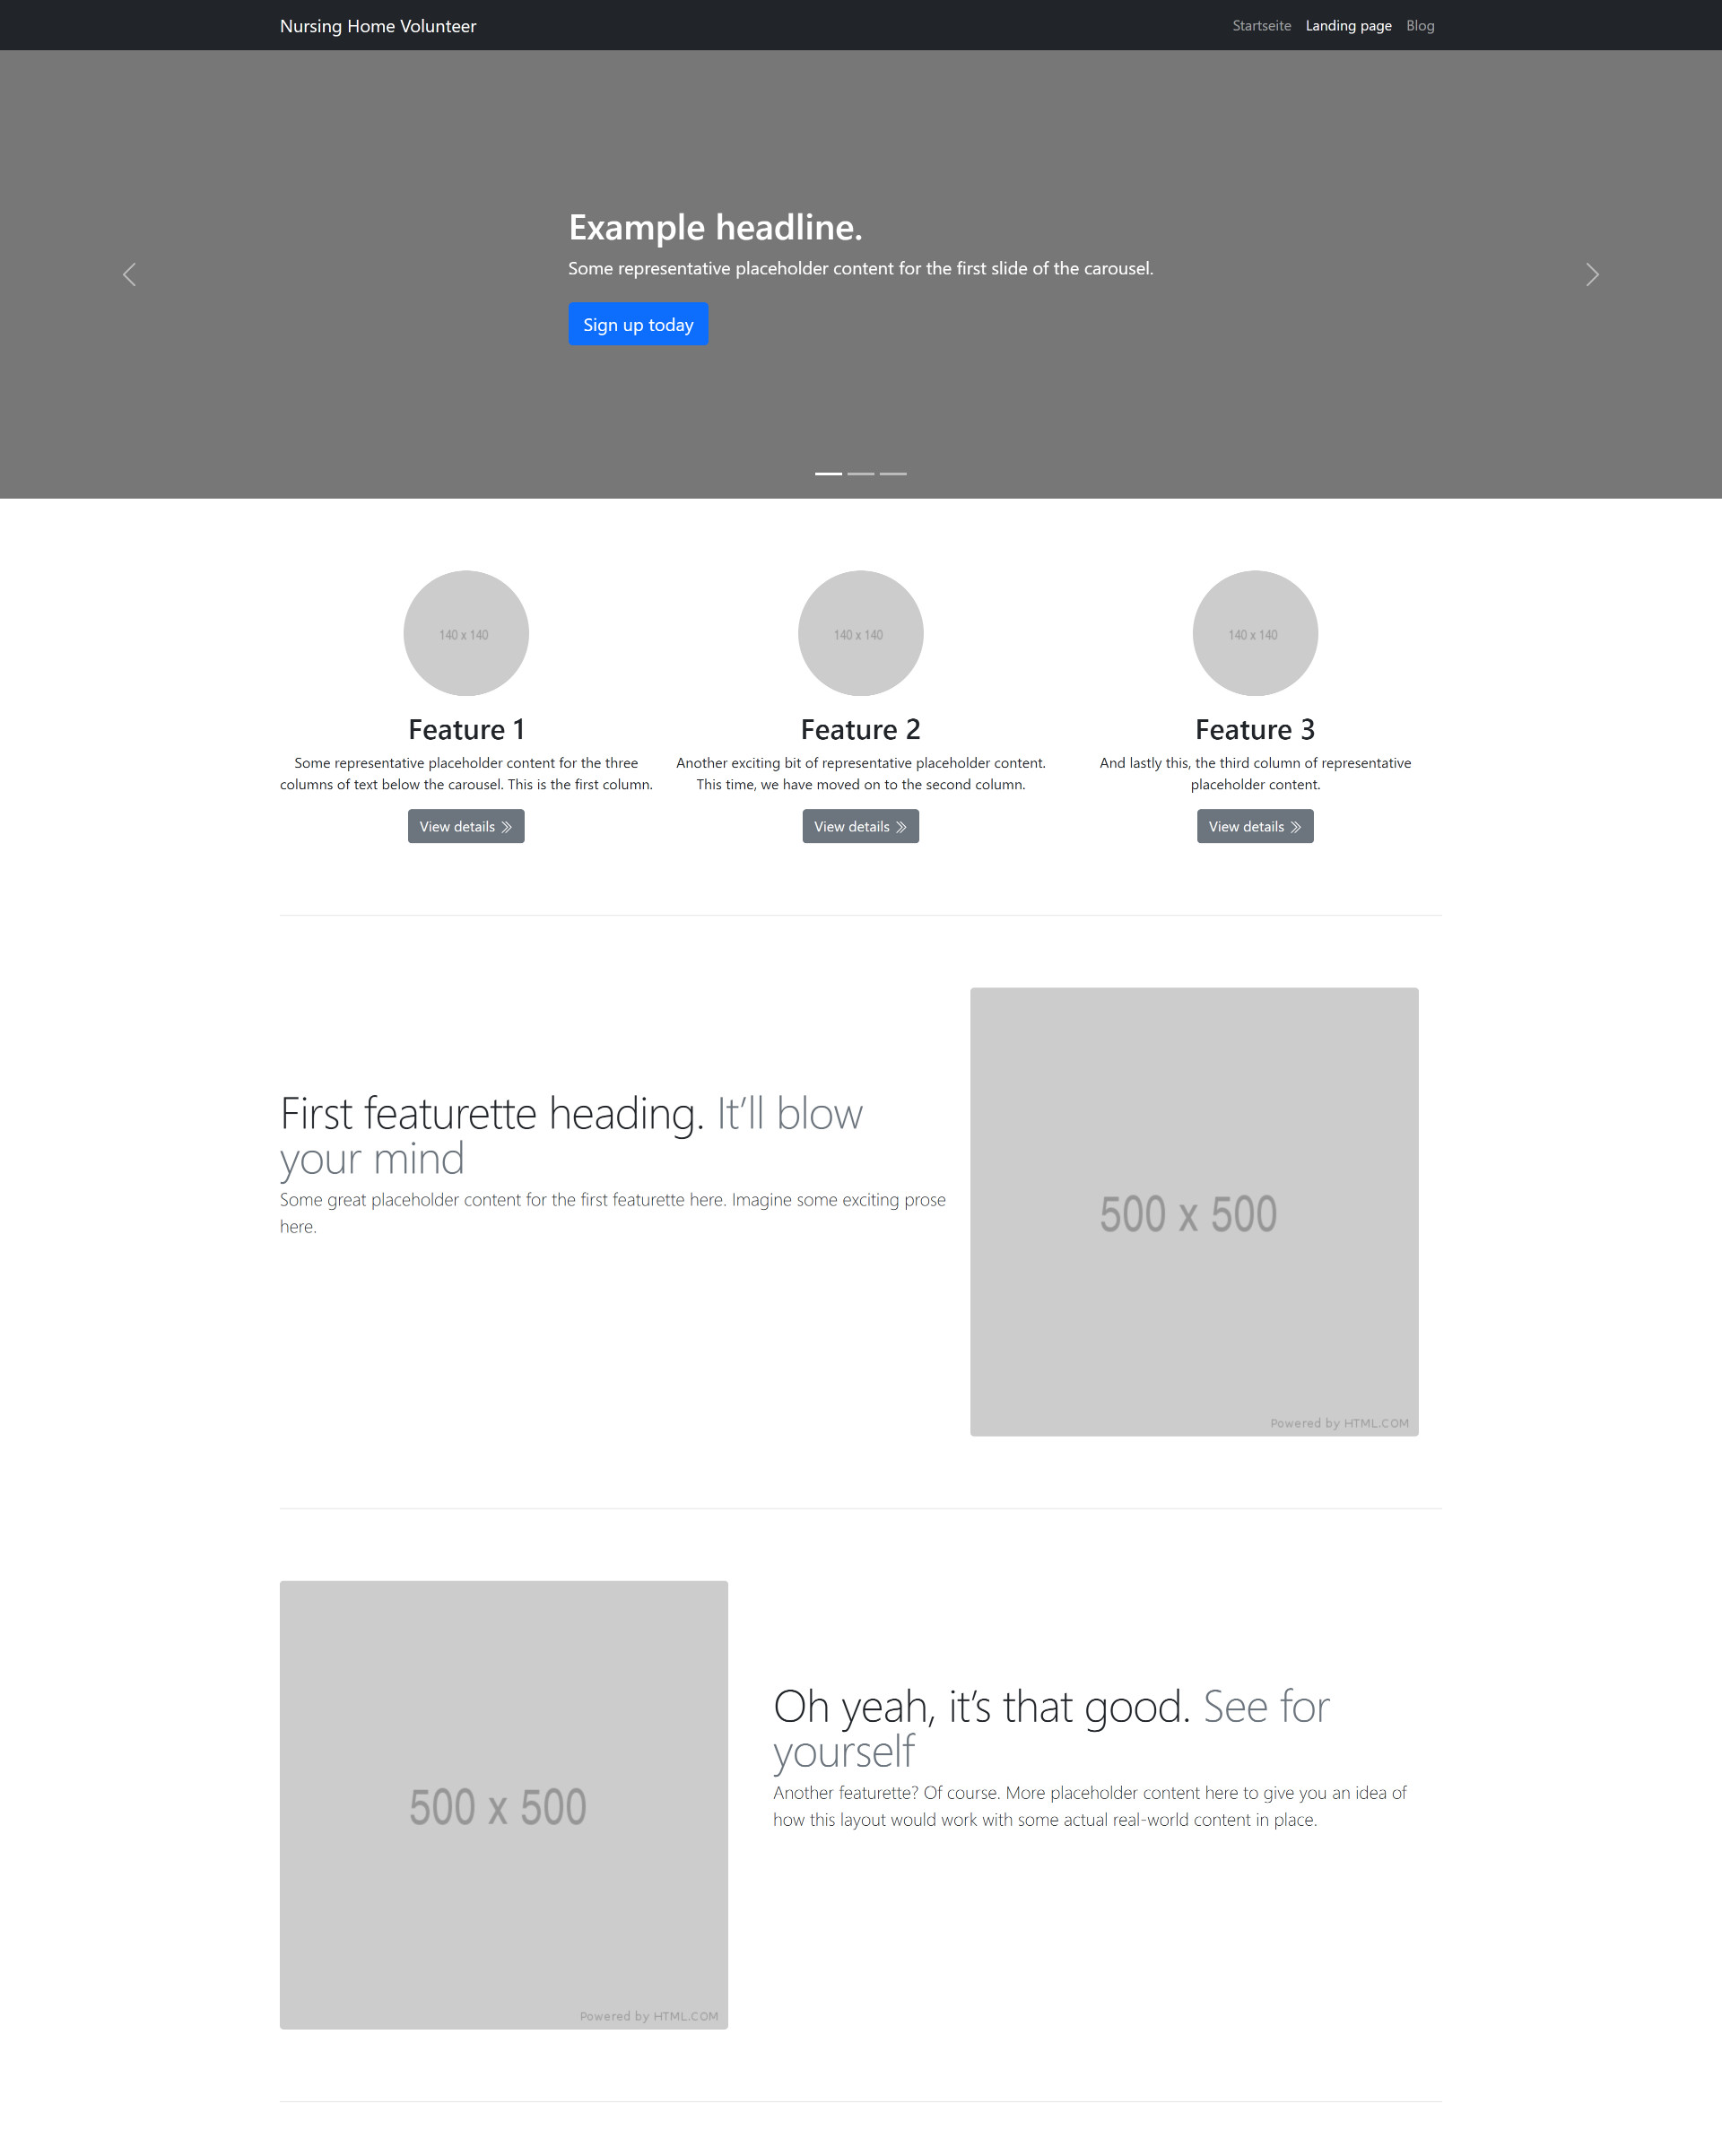 Nursing Home Volunteer
Startseite Landing page Blog
Example headline.
Some representative placeholder content for the first slide of the carousel.
Sign up today
140 x 140
140 x 140
140 x 140
Feature 1
Some representative placeholder content for the three
columns of text below the carousel. This is the first column.
View details
Feature 2
Another exciting bit of representative placeholder content.
This time, we have moved on to the second column.
View details
Feature 3
And lastly this, the third column of representative
placeholder content.
View details
First featurette heading. It’ll blow
your mind
Some great placeholder content for the first featurette here. Imagine some exciting prose
here.
500 x 500
Powered by HTML.COM
500 x 500
Powered by HTML.COM
Oh yeah, it’s that good. See for
yourself
Another featurette? Of course. More placeholder content here to give you an idea of
how this layout would work with some actual real-world content in place.